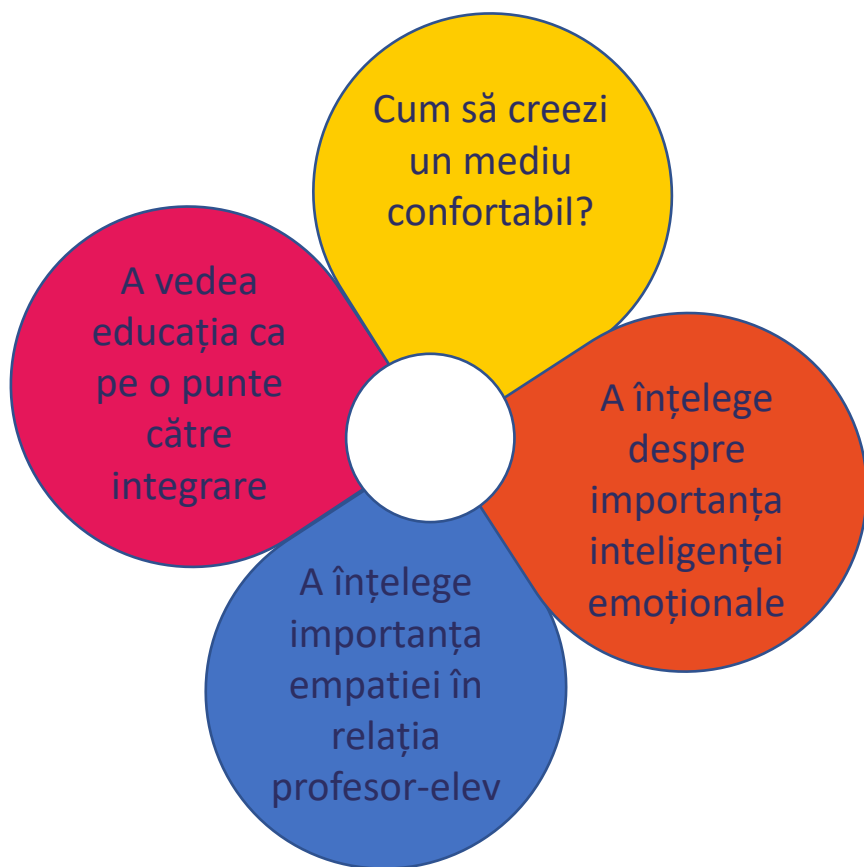 Cum să creezi
un mediu
confortabil?
A vedea
educația ca
pe o punte
către
integrare
A înțelege
despre
importanța
inteligenței
emoționale
A înțelege
importanța
empatiei în
relația
profesor-elev